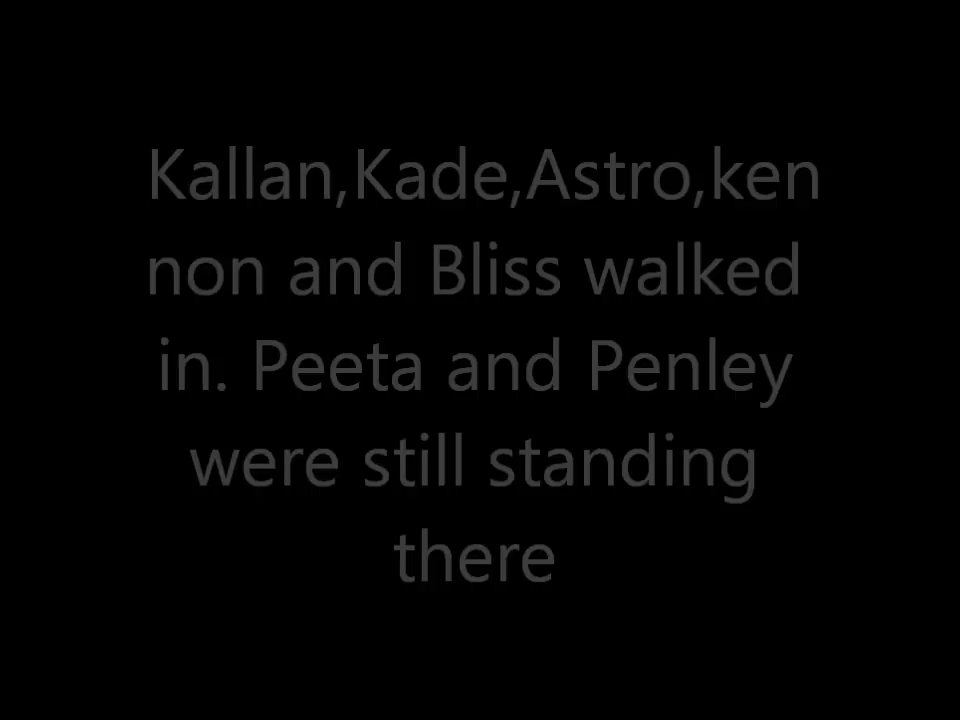 Kallan,Kade,Astro,ken
non and Bliss walked
in. Peeta and Penley
were still standing
there